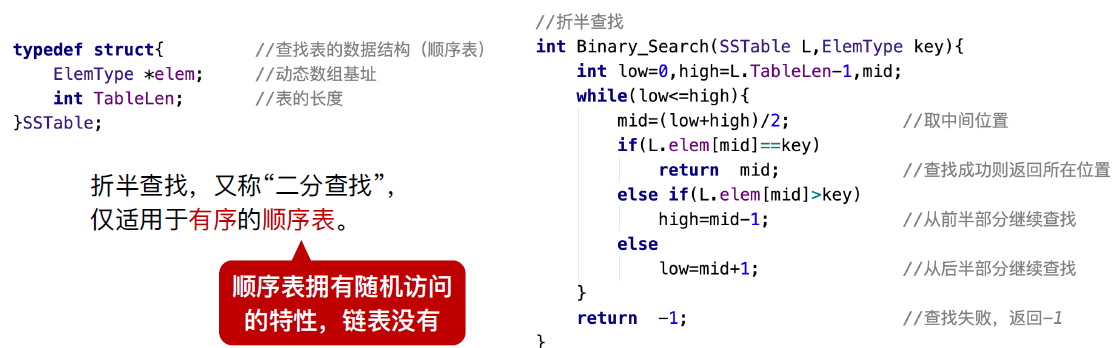 typedef struct{ //查找表的数据结构（顺序表）
ElemType *elem; //动态数组基址
int TableLen; //表的长度
}SSTable;
折半查找，又称“二分查找”，
仅适用于有序的顺序表。
顺序表拥有随机访问
的特性，链表没有
//折半查找
int Binary_Search(SSTable L,ElemType key){
int low=0,high=L.TableLen-1,mid;
while(low<=high){
mid=(low+high)/2; //取中间位置
if(L.elem[mid]==key)
return mid; //查找成功则返回所在位置
else if(L.elem[mid]>key)
high=mid-1; //从前半部分继续查找
else
low=mid+1; //从后半部分继续查找
}
return -1; //查找失败，返回-1
}